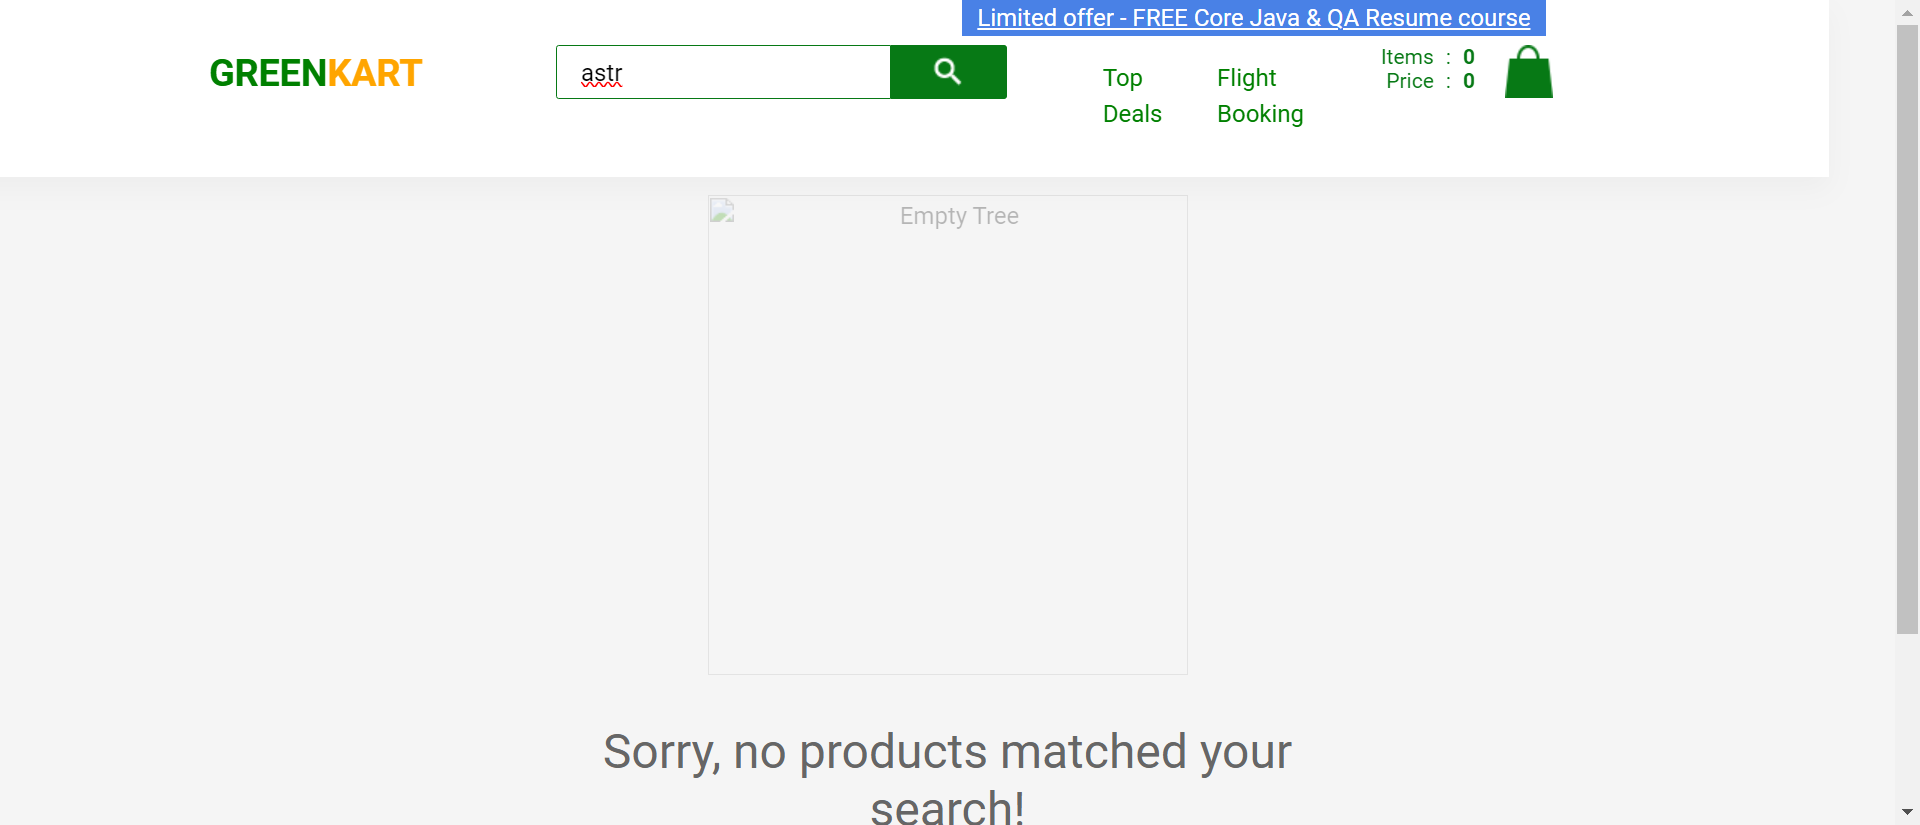 Limited offer - FREE Core Java & QA Resume course
GREENKART
astr
Top
Deals
Flight
Booking
Items : 0
Price : 0
Empty Tree
Sorry, no products matched your
search!